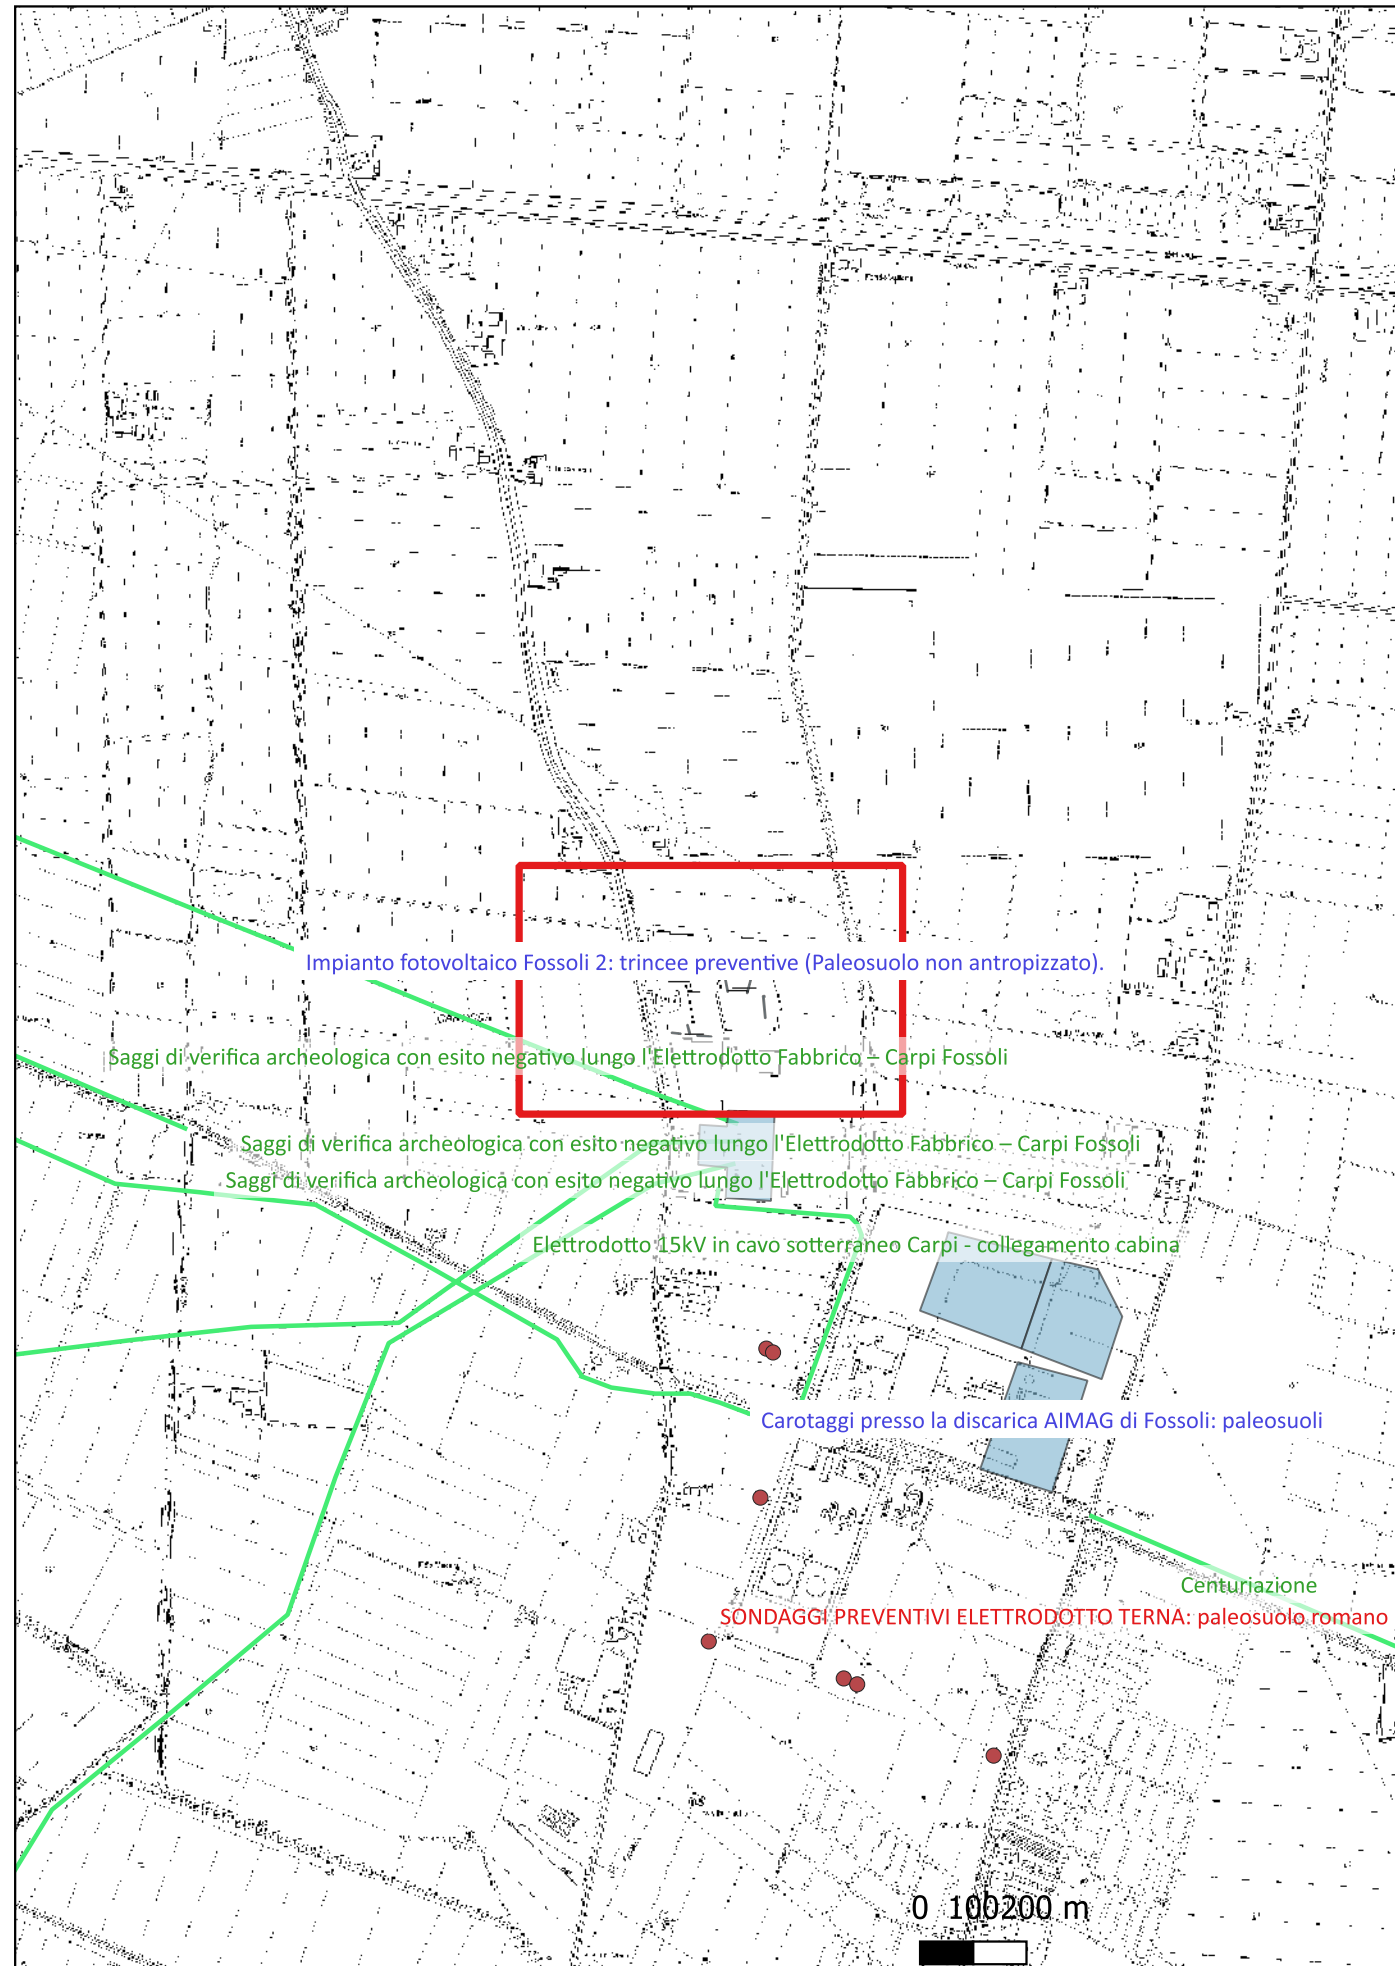 Impianto fotovoltaico Fossoli 2: trincee preventive (Paleosuolo non antropizzato).
Saggi di verifica archeologica con esito negativo lungo l'Elettrodotto Fabbrico – Carpi Fossoli
Saggi di verifica archeologica con esito negativo lungo l'Elettrodotto Fabbrico – Carpi Fossoli
Saggi di verifica archeologica con esito negativo lungo l'Elettrodotto Fabbrico – Carpi Fossoli
Elettrodotto 15kV in cavo sotterraneo Carpi - collegamento cabina
Carotaggi presso la discarica AIMAG di Fossoli: paleosuoli
Centuriazione
SONDAGGI PREVENTIVI ELETTRODOTTO TERNA: paleosuolo romano
0 100 200 m